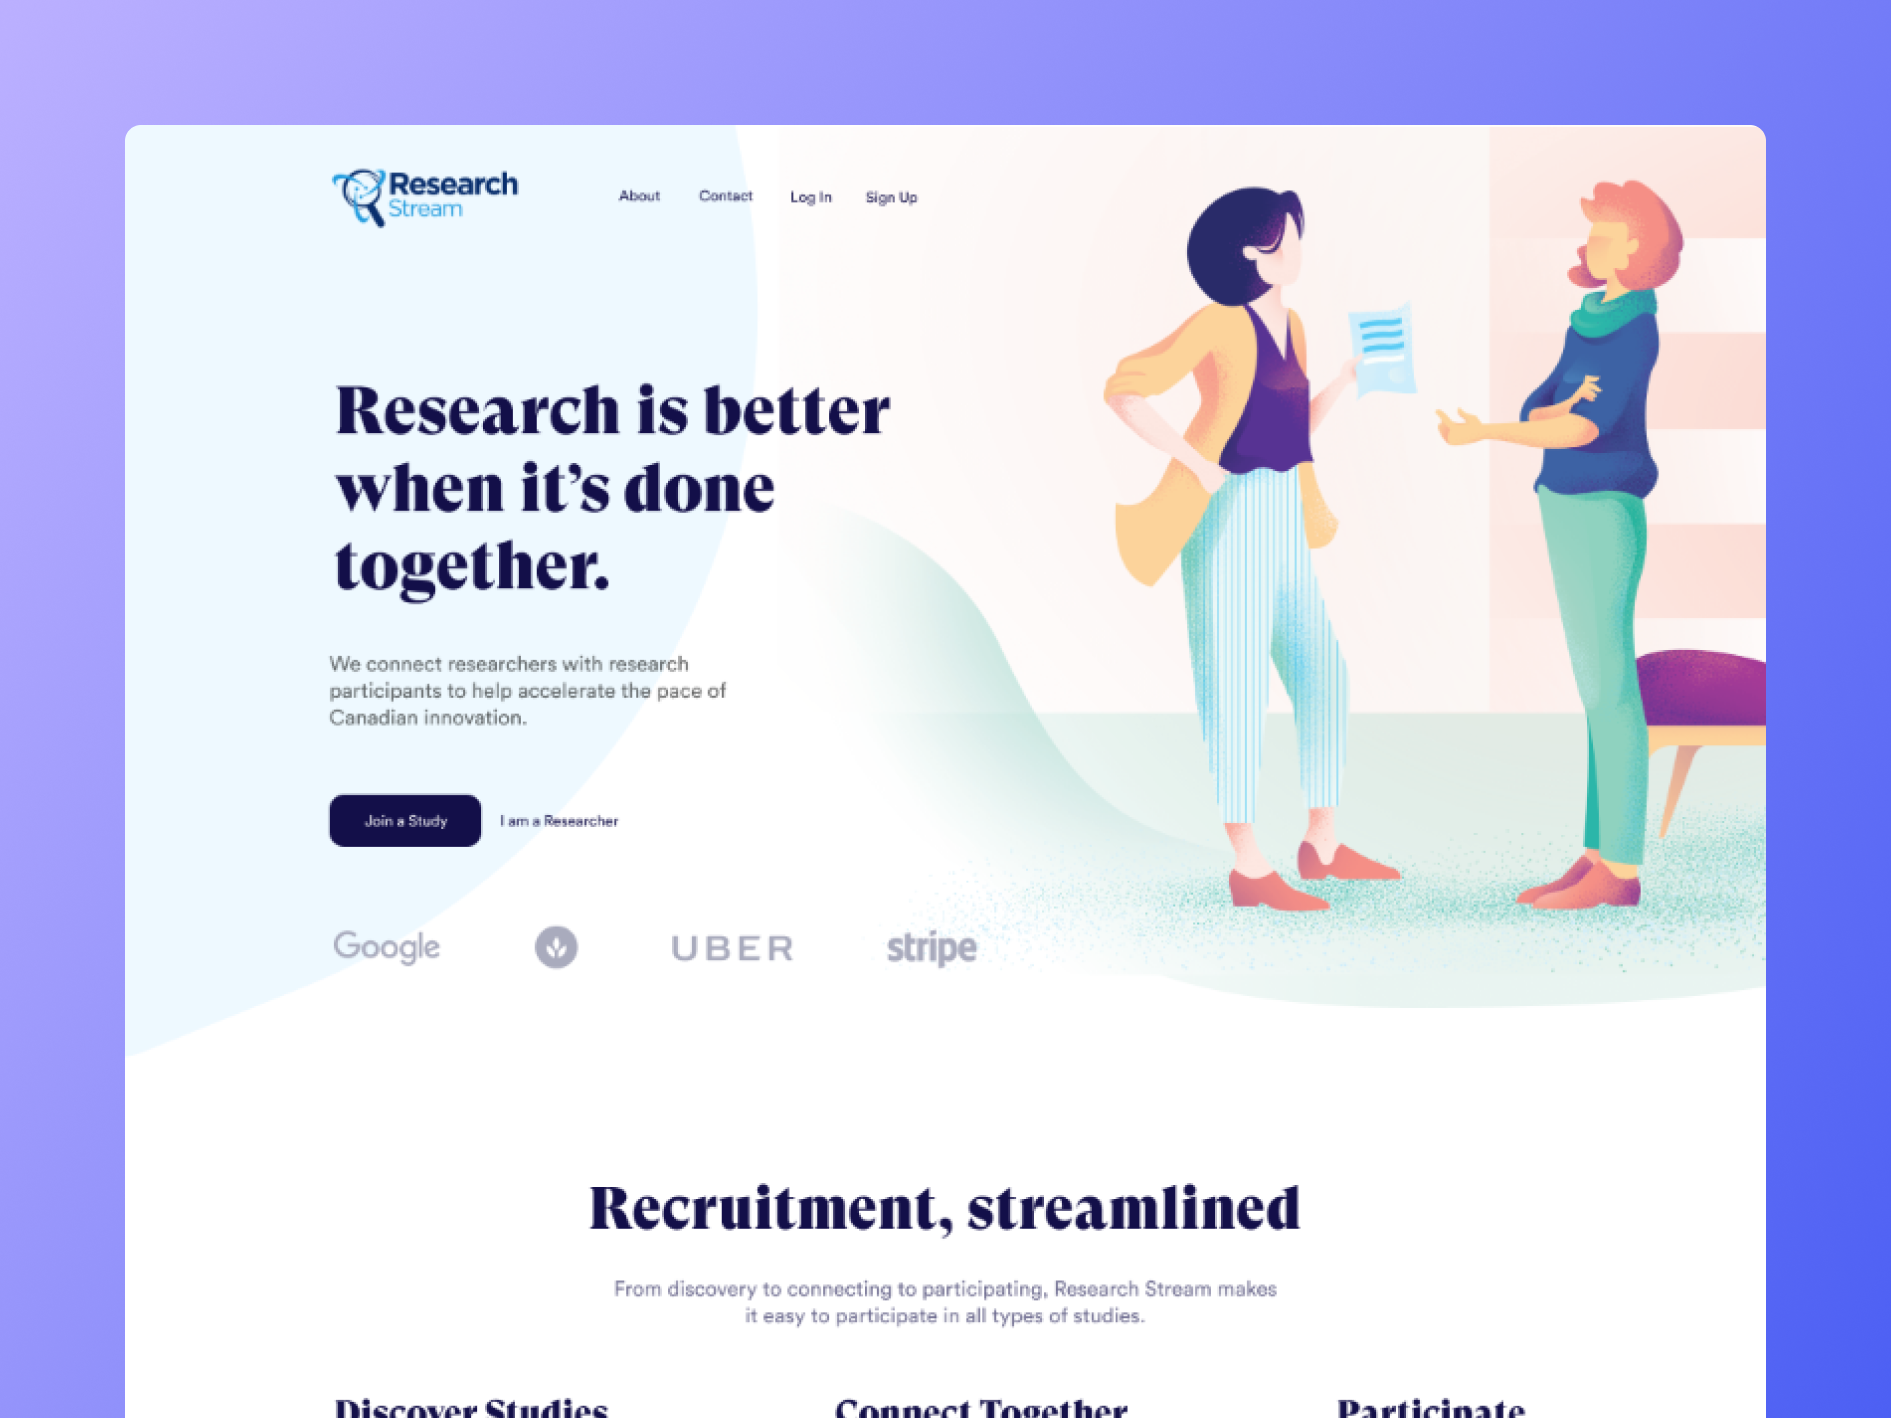 Research
Stream
About
Contact
Log In
Sign Up
Research is better
when it’s done
together.
We connect researchers with research
participants to help accelerate the pace of
Canadian innovation.
Join a Study
I am a Researcher
Google
UBER
stripe
Recruitment, streamlined
From discovery to connecting to participating, Research Stream makes
it easy to participate in all types of studies.
Discover Studies
Connect Together
Participate